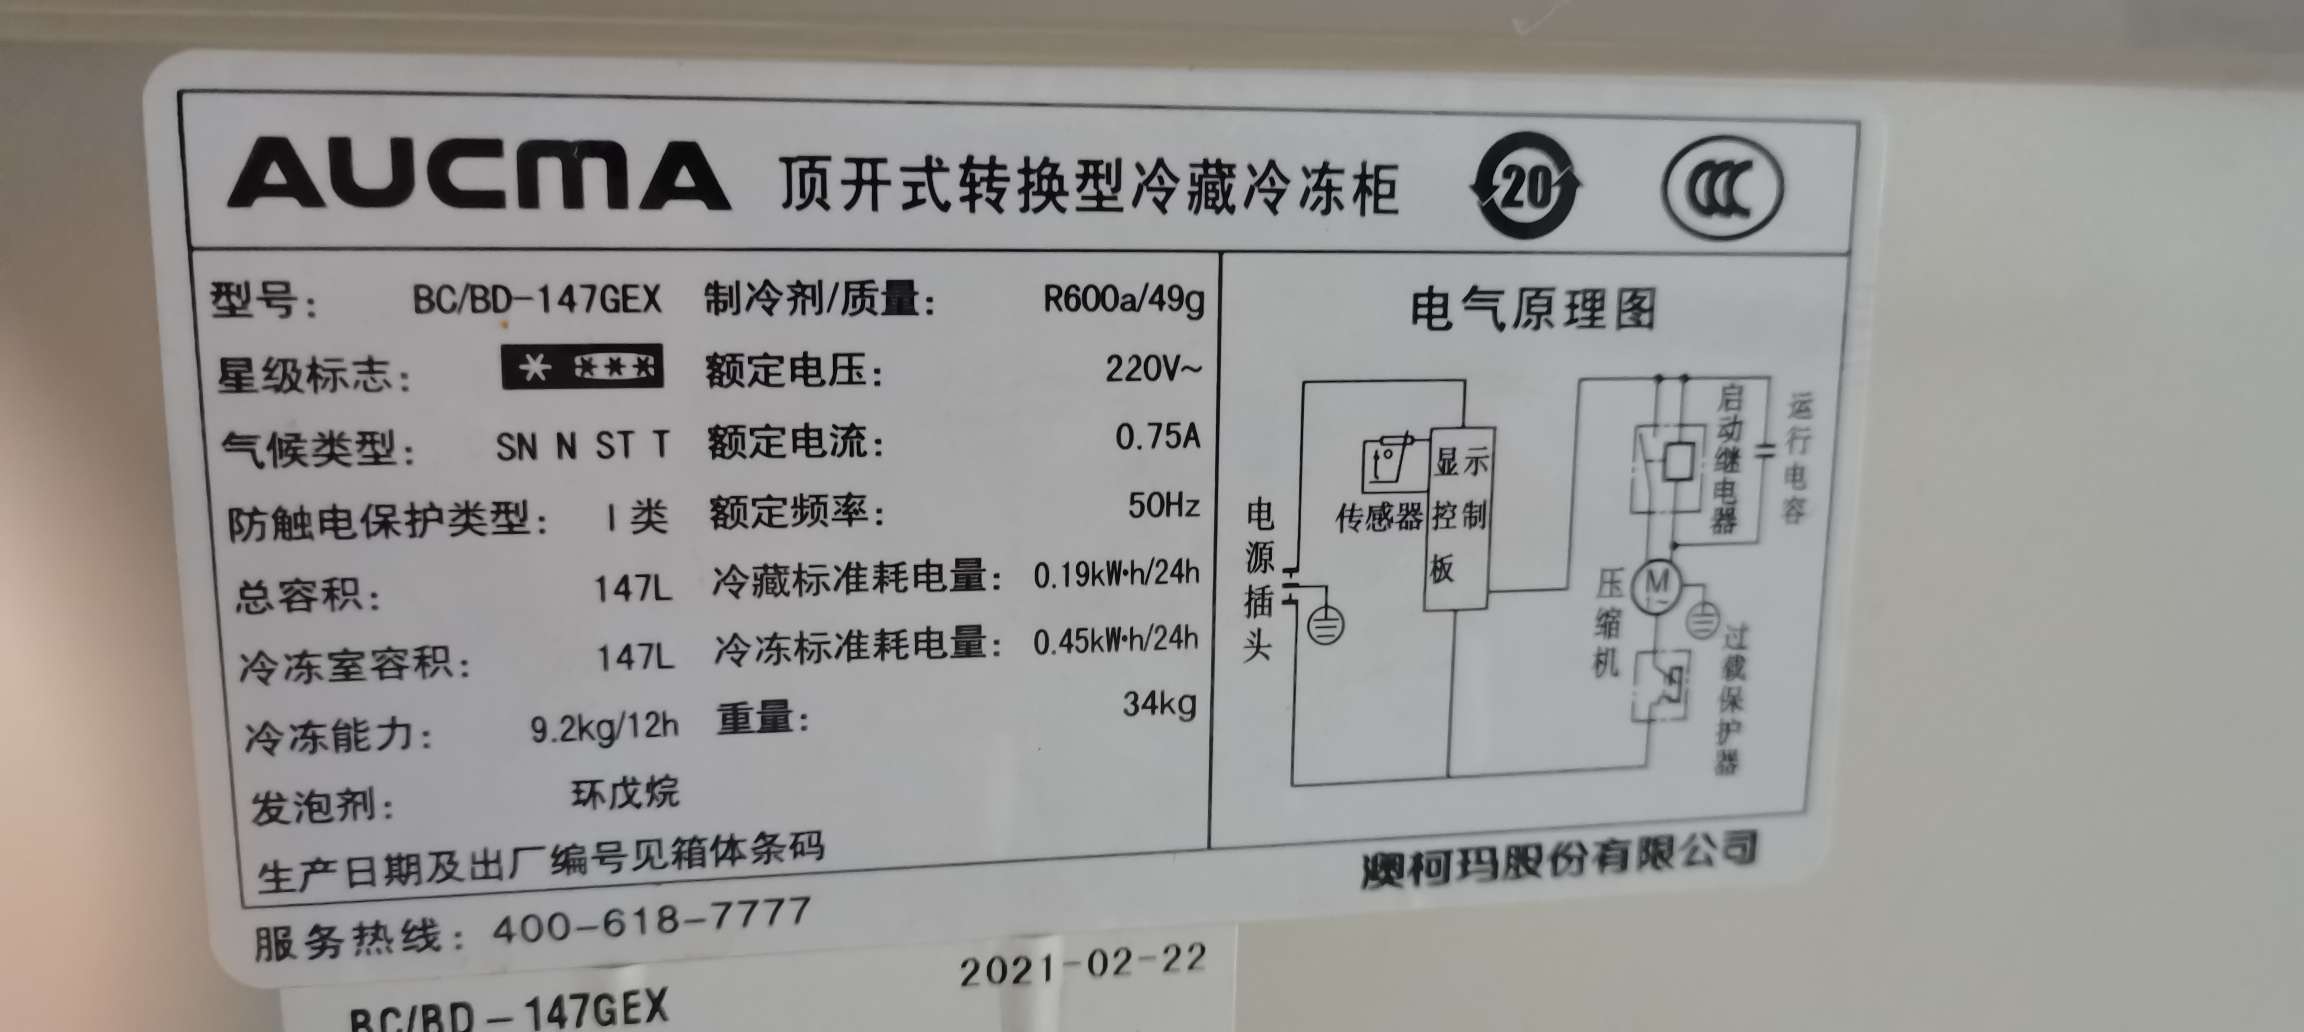 AUCMA 顶开式转换型冷藏冷冻柜 20 CCC
型号: BC/BD-147GEX 制冷剂/质量: R600a/49g
星级标志: * *** 额定电压: 220V~
气候类型: SN N ST T 额定电流: 0.75A
防触电保护类型: I类 额定频率: 50Hz
总容积: 147L 冷藏标准耗电量: 0.19kW·h/24h
冷冻室容积: 147L 冷冻标准耗电量: 0.45kW·h/24h
冷冻能力: 9.2kg/12h 重量: 34kg
发泡剂: 环戊烷
生产日期及出厂编号见箱体条码
电气原理图
电源插头
传感器
t°
显示
控制
板
启动继电器
运行电容
压缩机
M
~
过载保护器
澳柯玛股份有限公司
服务热线: 400-618-7777
2021-02-22
BC/BD-147GEX